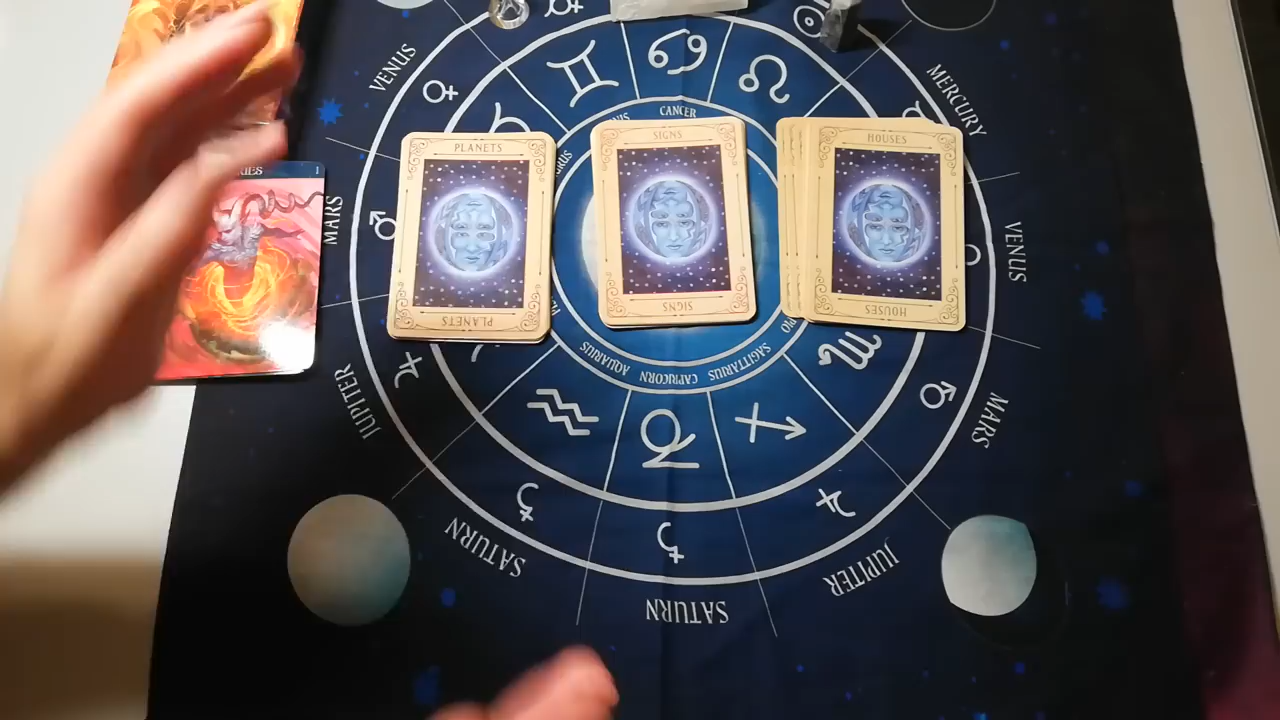 VENUS
MERCURY
CANCER
PLANETS
SIGNS
HOUSES
1
MARS
VENUS
PLANETS
SIGNS
HOUSES
AQUARIUS
CAPRICORN
SAGITTARIUS
JUPITER
MARS
SATURN
JUPITER
SATURN